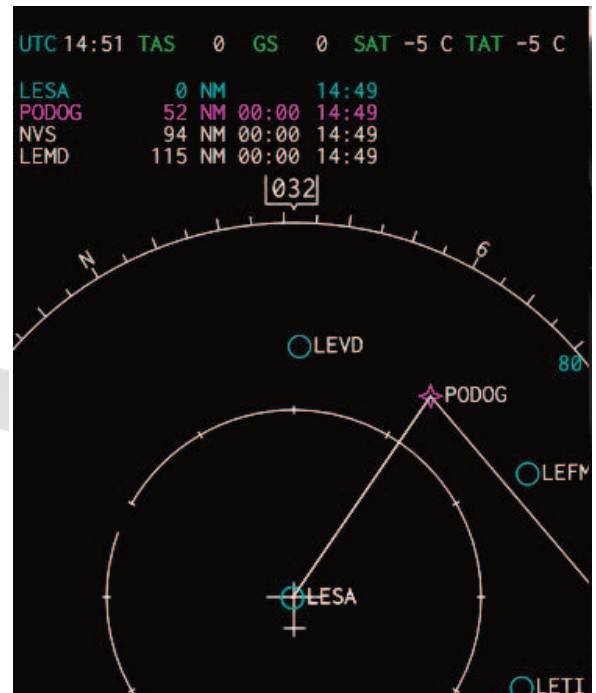 UTC 14:51 TAS 0 GS 0 SAT -5 C TAT -5 C
LESA 0 NM 14:49
PODOG 52 NM 00:00 14:49
NVS 94 NM 00:00 14:49
LEMD 115 NM 00:00 14:49
032
N
6
LEVD
80
PODOG
LEFM
LESA
LETI